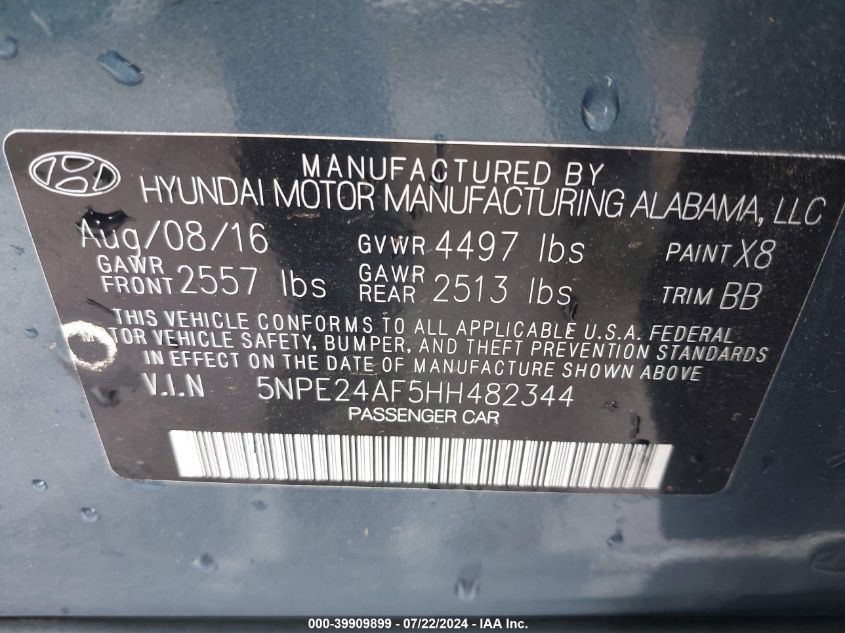 MANUFACTURED BY
HYUNDAI MOTOR MANUFACTURING ALABAMA, LLC
Aug/08/16 GVWR 4497 lbs PAINT X8
GAWR FRONT 2557 lbs GAWR REAR 2513 lbs TRIM BB
THIS VEHICLE CONFORMS TO ALL APPLICABLE U.S.A. FEDERAL
TOR VEHICLE SAFETY, BUMPER, AND THEFT PREVENTION STANDARDS
IN EFFECT ON THE DATE OF MANUFACTURE SHOWN ABOVE.
V.I.N 5NPE24AF5HH482344
PASSENGER CAR
000-39909899 - 07/22/2024 - IAA Inc.